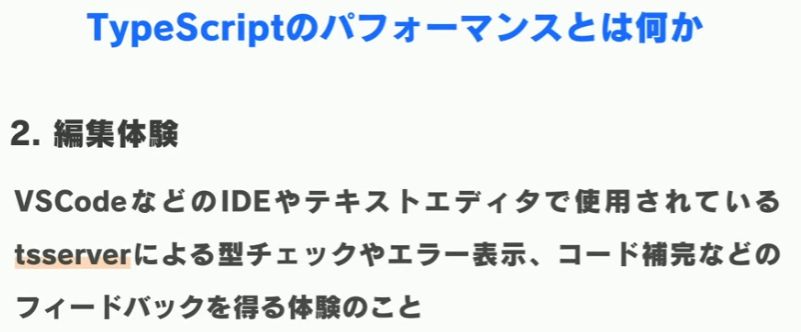 TypeScriptのパフォーマンスとは何か
2. 編集体験
VSCodeなどのIDEやテキストエディタで使用されている
tsserverによる型チェックやエラー表示、コード補完などの
フィードバックを得る体験のこと